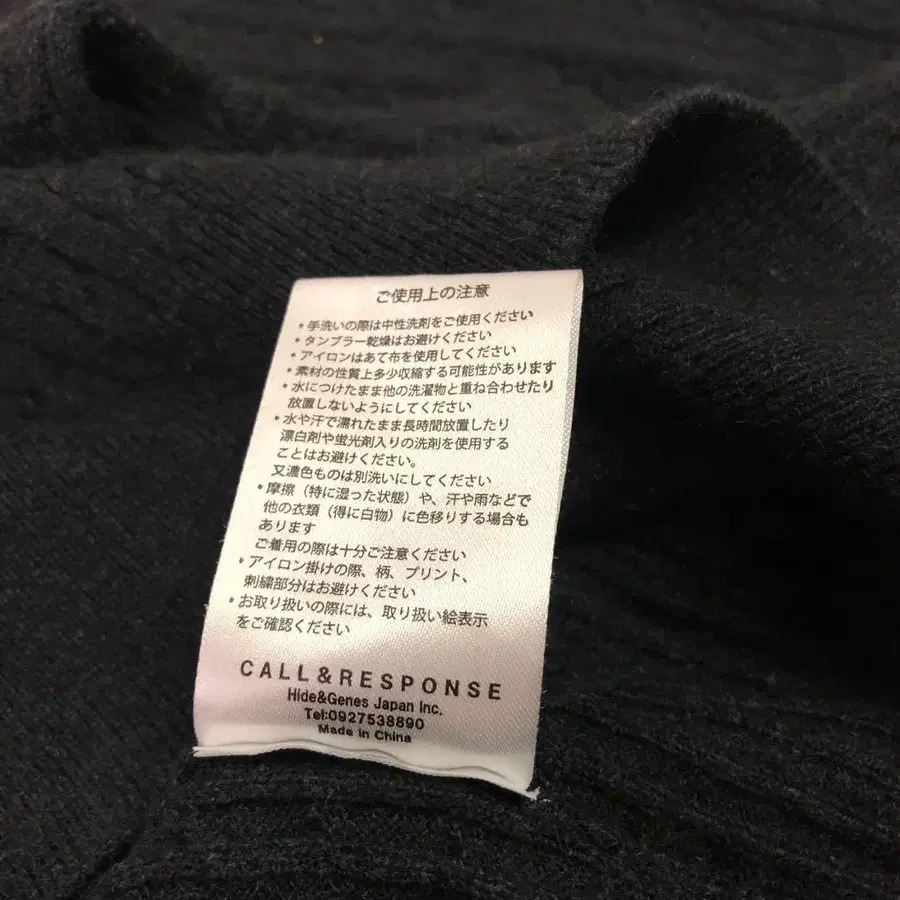 ご使用上の注意
・手洗いの際は中性洗剤をご使用ください
・タンブラー乾燥はお避けください
・アイロンはあて布を使用してください
・素材の性質上多少収縮する可能性があります
・水につけたまま他の洗濯物と重ね合わせたり
放置しないようにしてください
・水や汗で濡れたまま長時間放置したり
漂白剤や蛍光剤入りの洗剤を使用する
ことはお避けください。
又濃色ものは別洗いにしてください
・摩擦（特に湿った状態）や、汗や雨などで
他の衣類（得に白物）に色移りする場合も
あります
ご着用の際は十分ご注意ください
・アイロン掛けの際、柄、プリント、
刺繍部分はお避けください
・お取り扱いの際には、取り扱い絵表示
をご確認ください
CALL&RESPONSE
Hide&Genes Japan Inc.
Tel:0927538890
Made in China